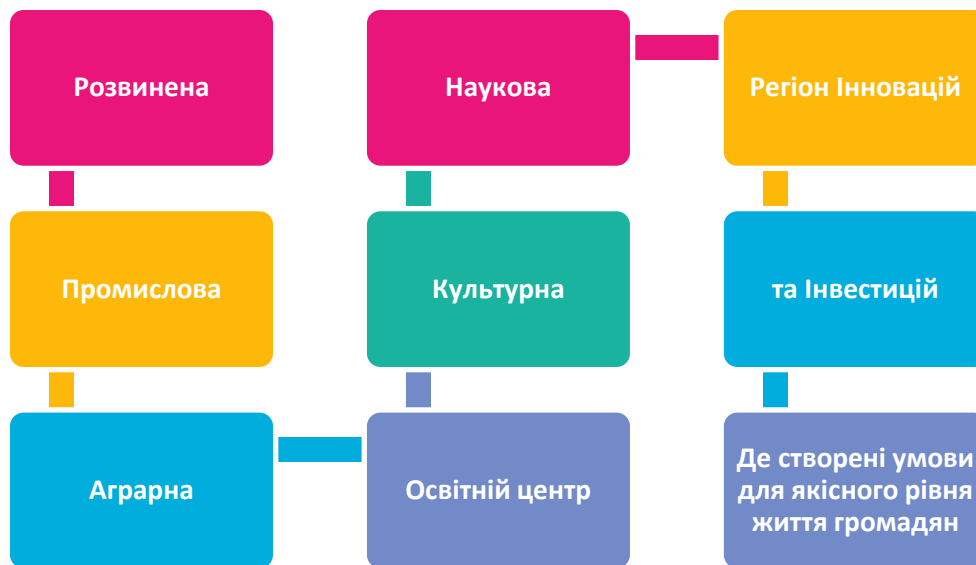 Розвинена
Промислова
Аграрна
Освітній центр
Культурна
Наукова
Регіон Інновацій
та Інвестицій
Де створені умови
для якісного рівня
життя громадян